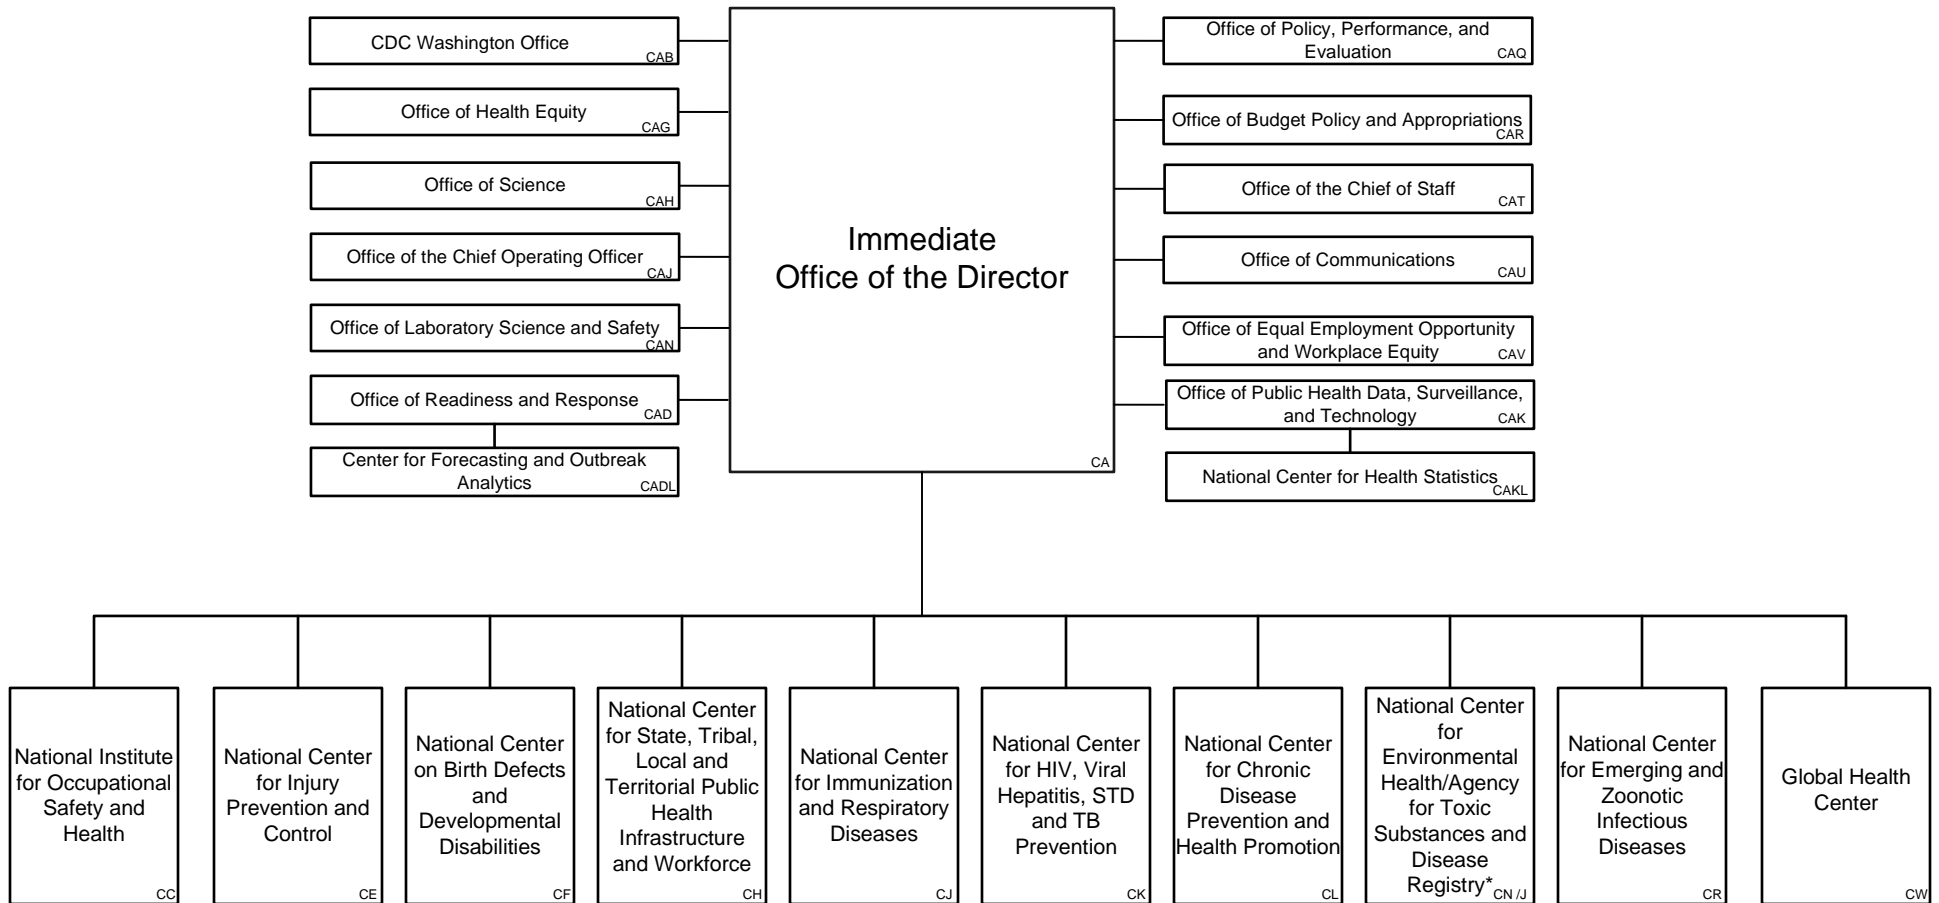 CDC Washington Office
CAB
Office of Health Equity
CAG
Office of Science
CAH
Office of the Chief Operating Officer
CAJ
Office of Laboratory Science and Safety
CAN
Office of Readiness and Response
CAD
Center for Forecasting and Outbreak
Analytics
CADL
Immediate
Office of the Director
CA
Office of Policy, Performance, and
Evaluation
CAQ
Office of Budget Policy and Appropriations
CAR
Office of the Chief of Staff
CAT
Office of Communications
CAU
Office of Equal Employment Opportunity
and Workplace Equity
CAV
Office of Public Health Data, Surveillance,
and Technology
CAK
National Center for Health Statistics
CAKL
National Institute
for Occupational
Safety and
Health
CC
National Center
for Injury
Prevention and
Control
CE
National Center
on Birth Defects
and
Developmental
Disabilities
CF
National Center
for State, Tribal,
Local and
Territorial Public
Health
Infrastructure
and Workforce
CH
National Center
for Immunization
and Respiratory
Diseases
CJ
National Center
for HIV, Viral
Hepatitis, STD
and TB
Prevention
CK
National Center
for Chronic
Disease
Prevention and
Health Promotion
CL
National Center
for
Environmental
Health/Agency
for Toxic
Substances and
Disease
Registry*
CN /J
National Center
for Emerging and
Zoonotic
Infectious
Diseases
CR
Global Health
Center
CW